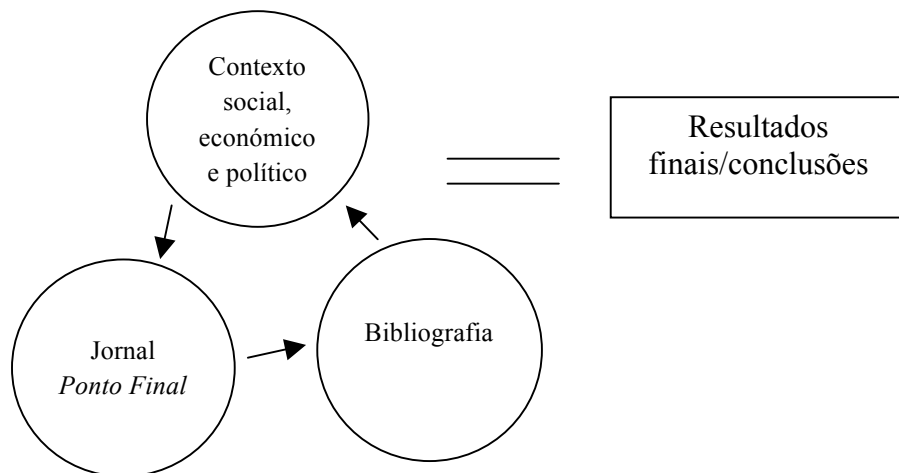 Contexto
social,
económico
e político
Resultados
finais/conclusões
Jornal
Ponto Final
Bibliografia